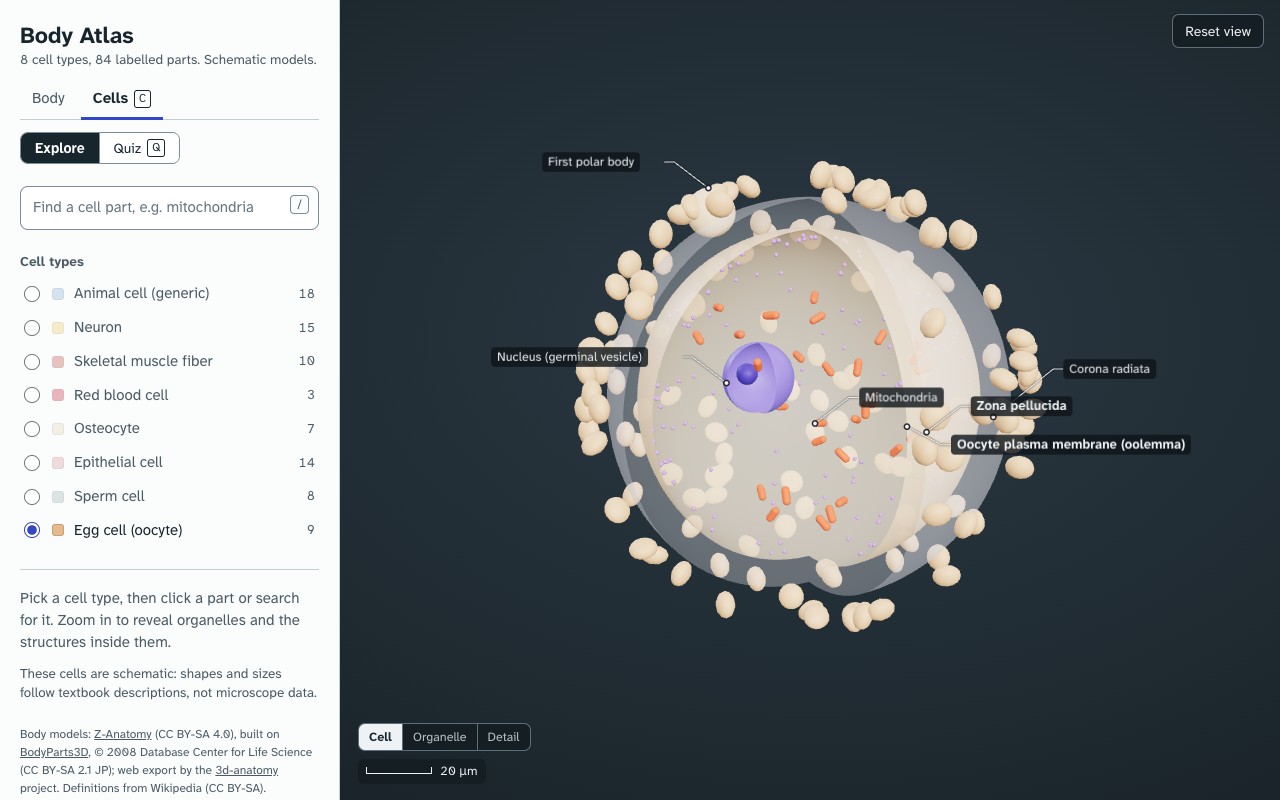 Body Atlas
8 cell types, 84 labelled parts. Schematic models.
Body
Cells C
Explore
Quiz Q
Find a cell part, e.g. mitochondria /
Cell types
Animal cell (generic) 18
Neuron 15
Skeletal muscle fiber 10
Red blood cell 3
Osteocyte 7
Epithelial cell 14
Sperm cell 8
Egg cell (oocyte) 9
Pick a cell type, then click a part or search
for it. Zoom in to reveal organelles and the
structures inside them.
These cells are schematic: shapes and sizes
follow textbook descriptions, not microscope data.
Body models: Z-Anatomy (CC BY-SA 4.0), built on
BodyParts3D, © 2008 Database Center for Life Science
(CC BY-SA 2.1 JP); web export by the 3d-anatomy
project. Definitions from Wikipedia (CC BY-SA).
Reset view
First polar body
Nucleus (germinal vesicle)
Corona radiata
Mitochondria
Zona pellucida
Oocyte plasma membrane (oolemma)
Cell
Organelle
Detail
20 µm